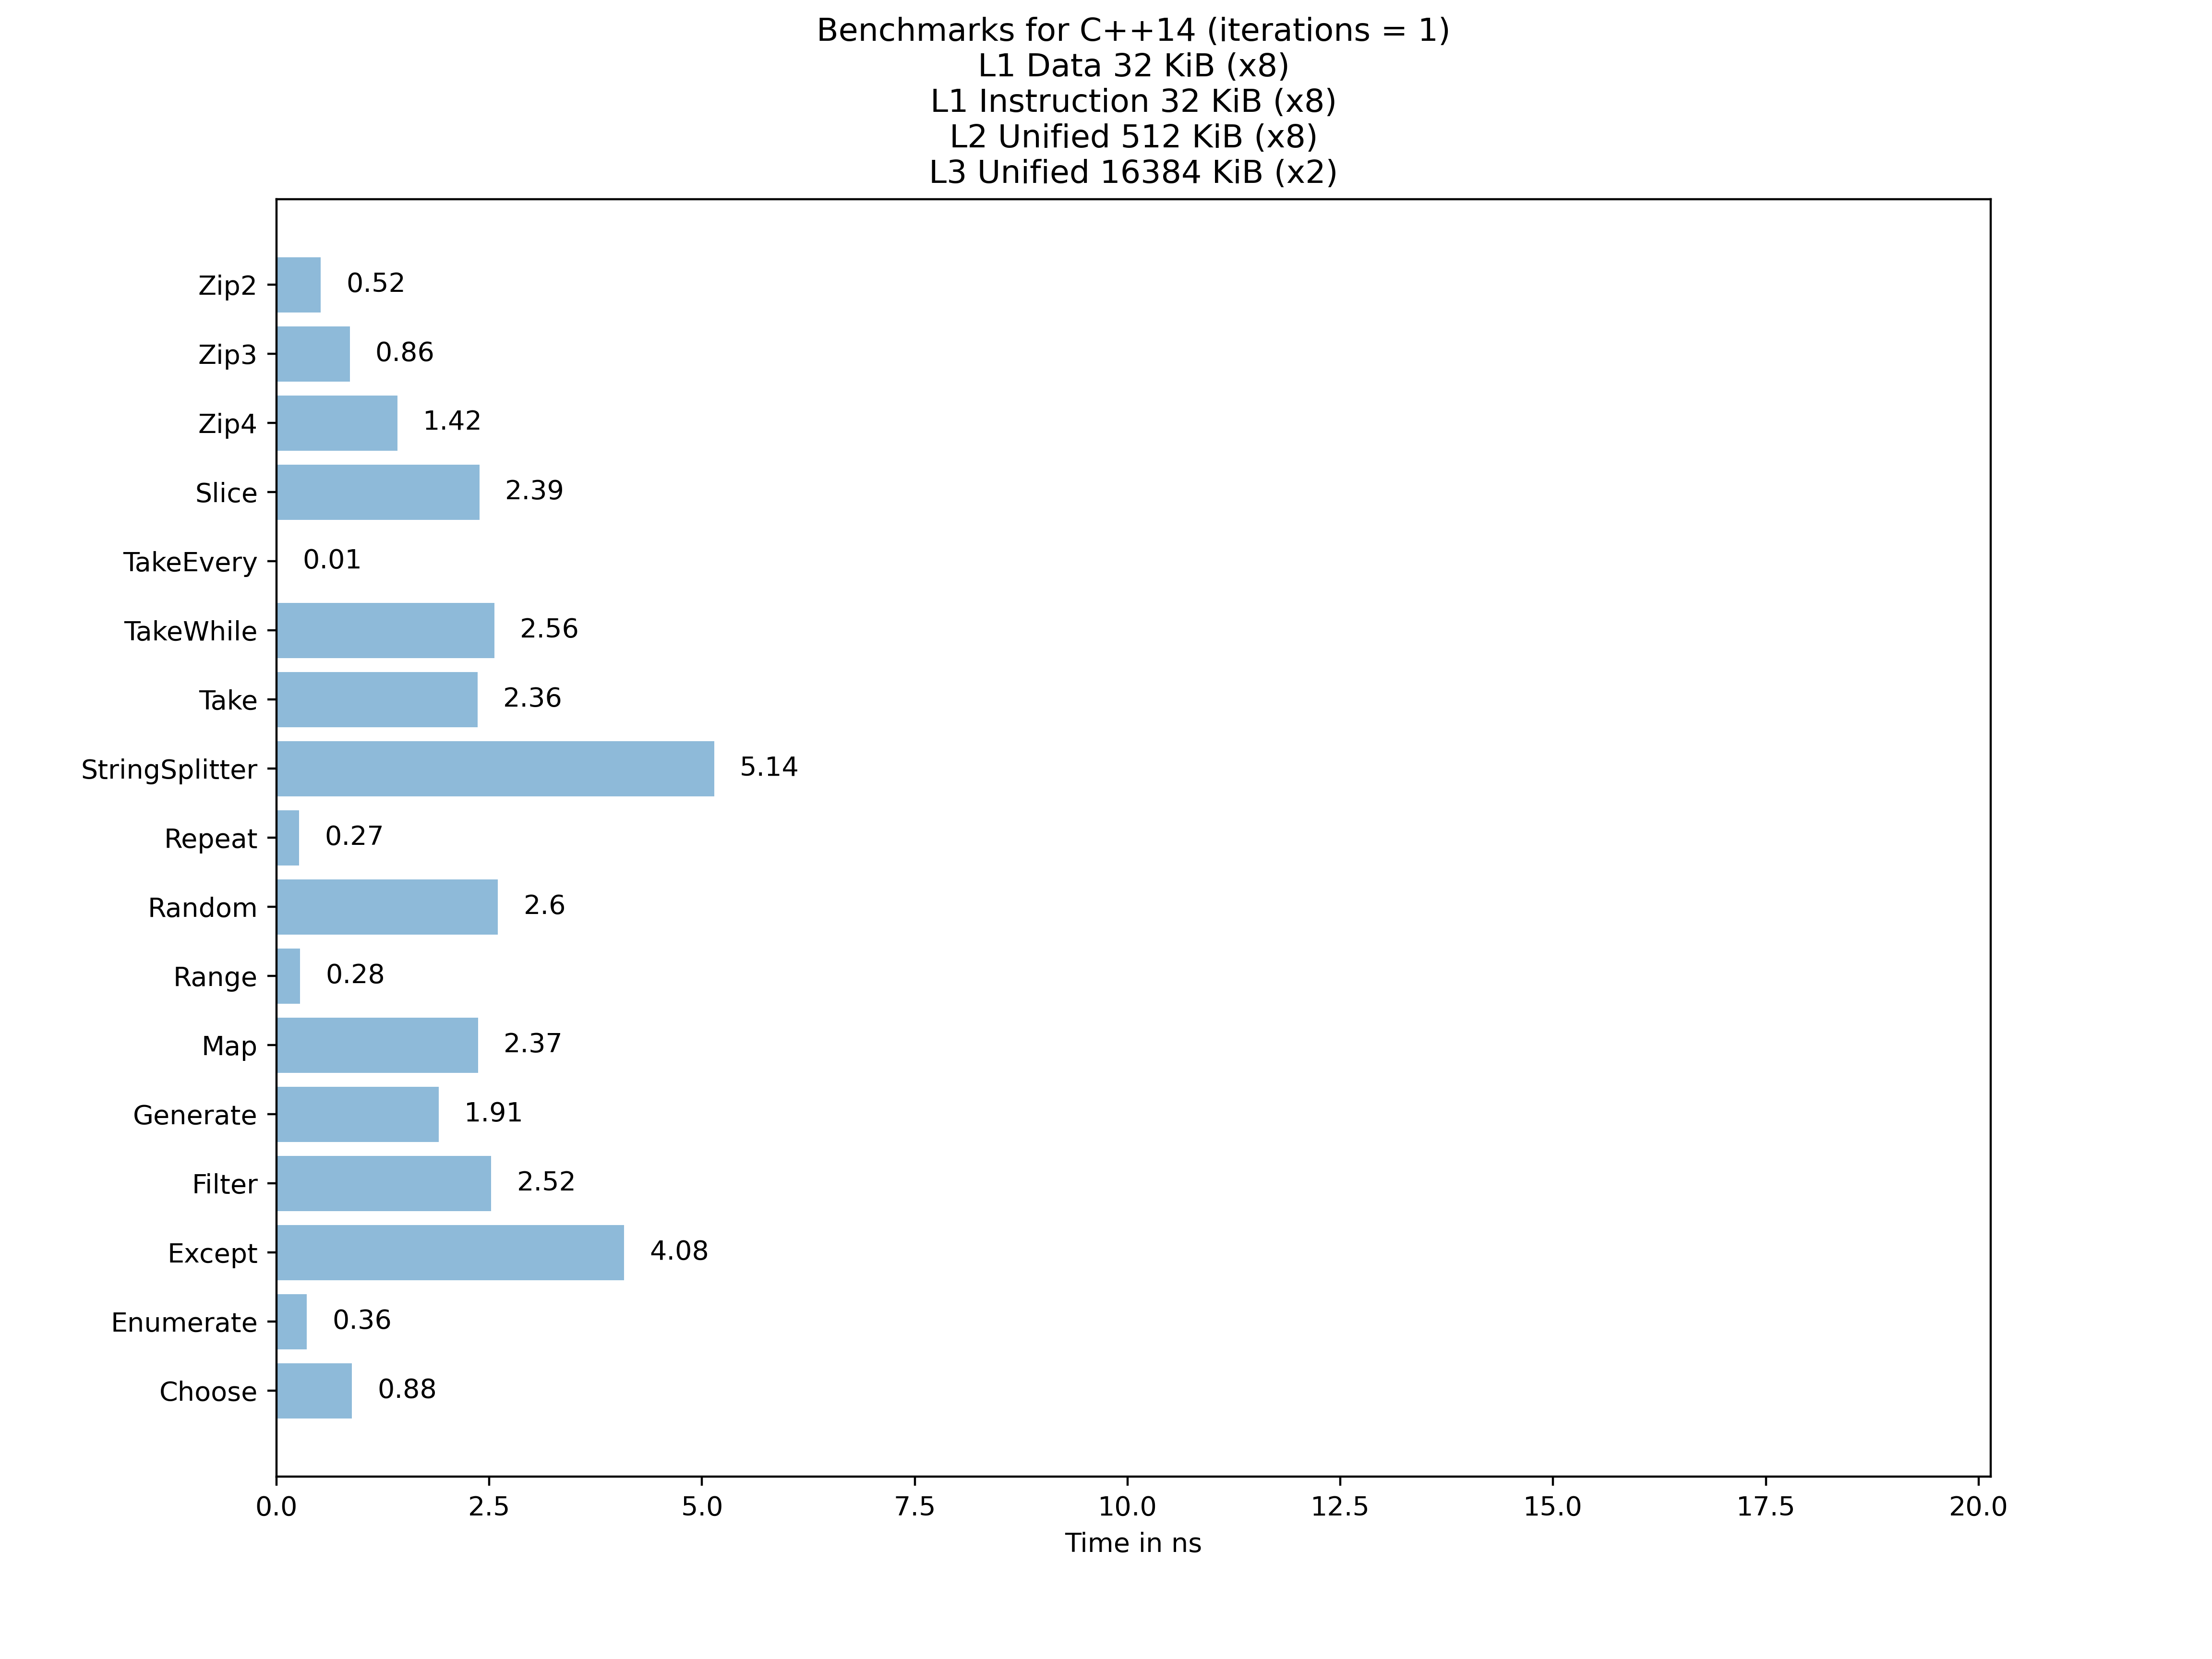 Benchmarks for C++14 (iterations = 1)
L1 Data 32 KiB (x8)
L1 Instruction 32 KiB (x8)
L2 Unified 512 KiB (x8)
L3 Unified 16384 KiB (x2)
Zip2 0.52
Zip3 0.86
Zip4 1.42
Slice 2.39
TakeEvery 0.01
TakeWhile 2.56
Take 2.36
StringSplitter 5.14
Repeat 0.27
Random 2.6
Range 0.28
Map 2.37
Generate 1.91
Filter 2.52
Except 4.08
Enumerate 0.36
Choose 0.88
0.0 2.5 5.0 7.5 10.0 12.5 15.0 17.5 20.0
Time in ns